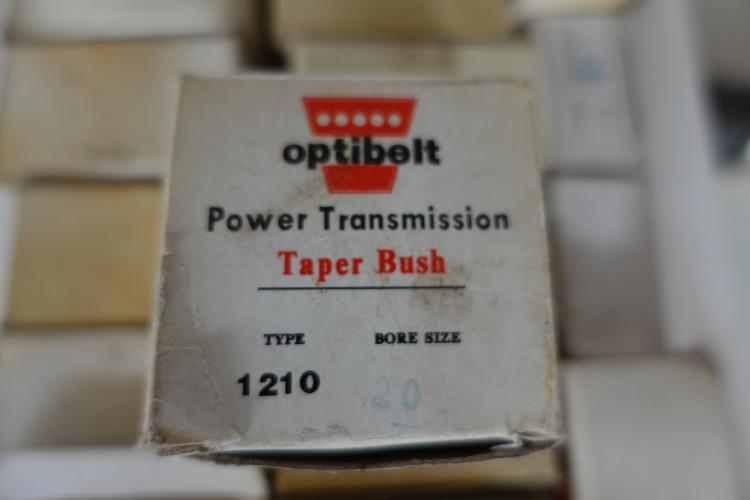 optibelt
Power Transmission
Taper Bush
TYPE BORE SIZE
1210 20